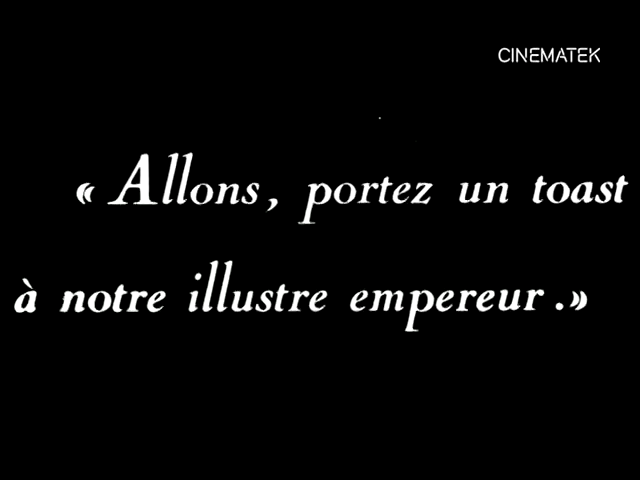 CINEMATEK
« Allons, portez un toast
à notre illustre empereur.»